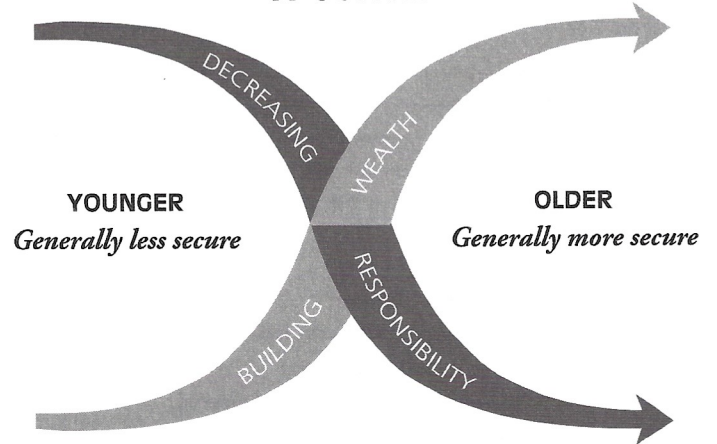 DECREASING
WEALTH
YOUNGER
Generally less secure
OLDER
Generally more secure
BUILDING
RESPONSIBILITY